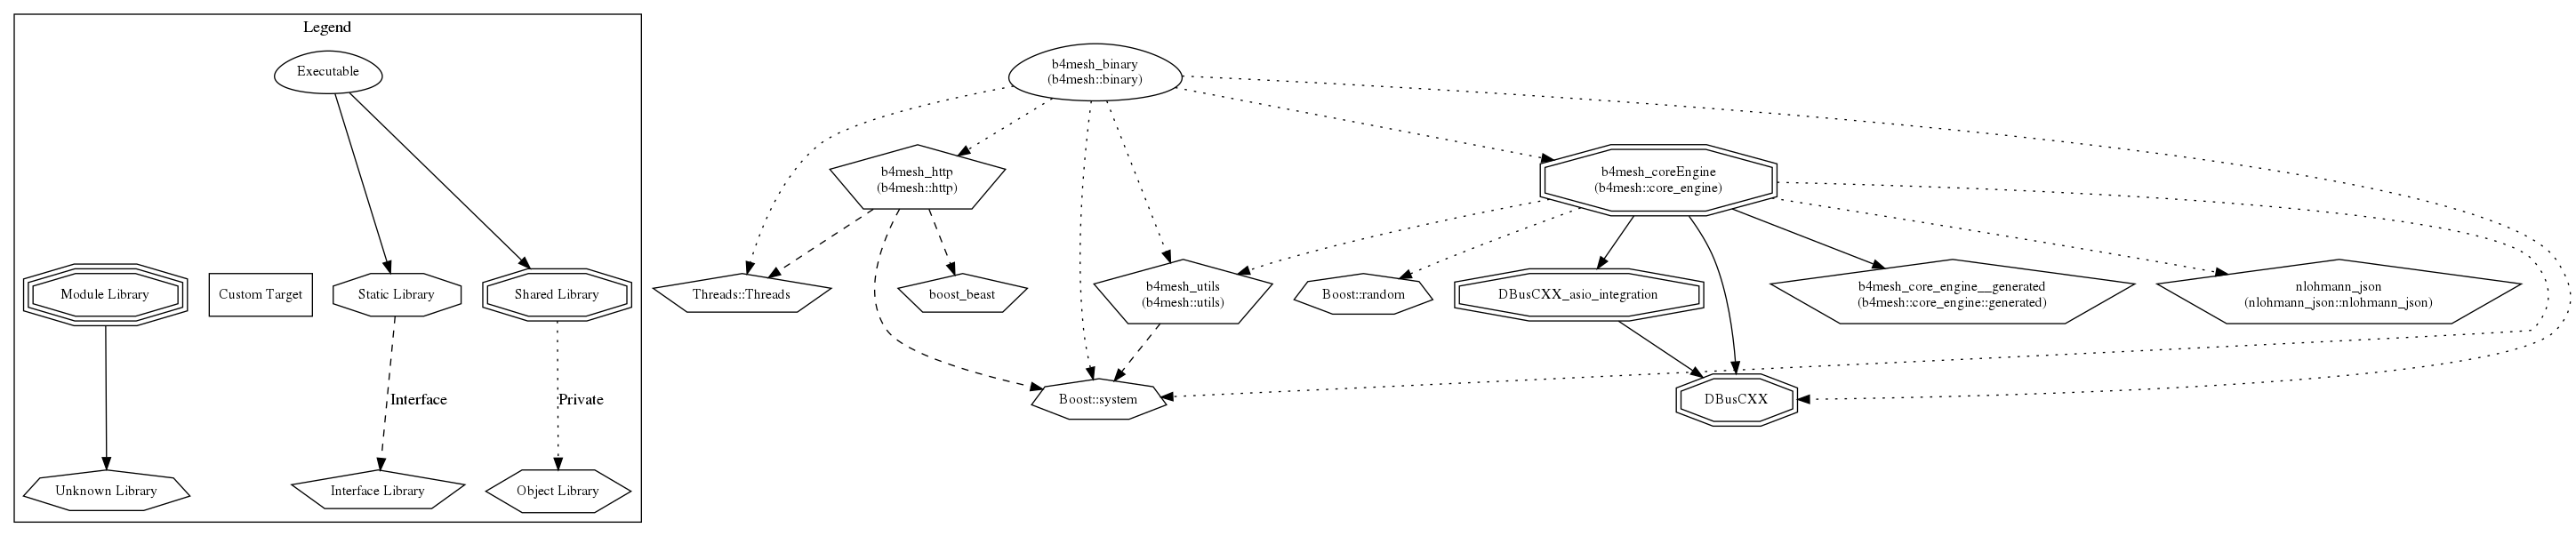 Legend
Executable
Module Library
Custom Target
Static Library
Shared Library
Interface
Private
Unknown Library
Interface Library
Object Library
b4mesh_binary
(b4mesh::binary)
b4mesh_http
(b4mesh::http)
b4mesh_coreEngine
(b4mesh::core_engine)
Threads::Threads
boost_beast
b4mesh_utils
(b4mesh::utils)
Boost::random
DBusCXX_asio_integration
b4mesh_core_engine__generated
(b4mesh::core_engine::generated)
nlohmann_json
(nlohmann_json::nlohmann_json)
Boost::system
DBusCXX